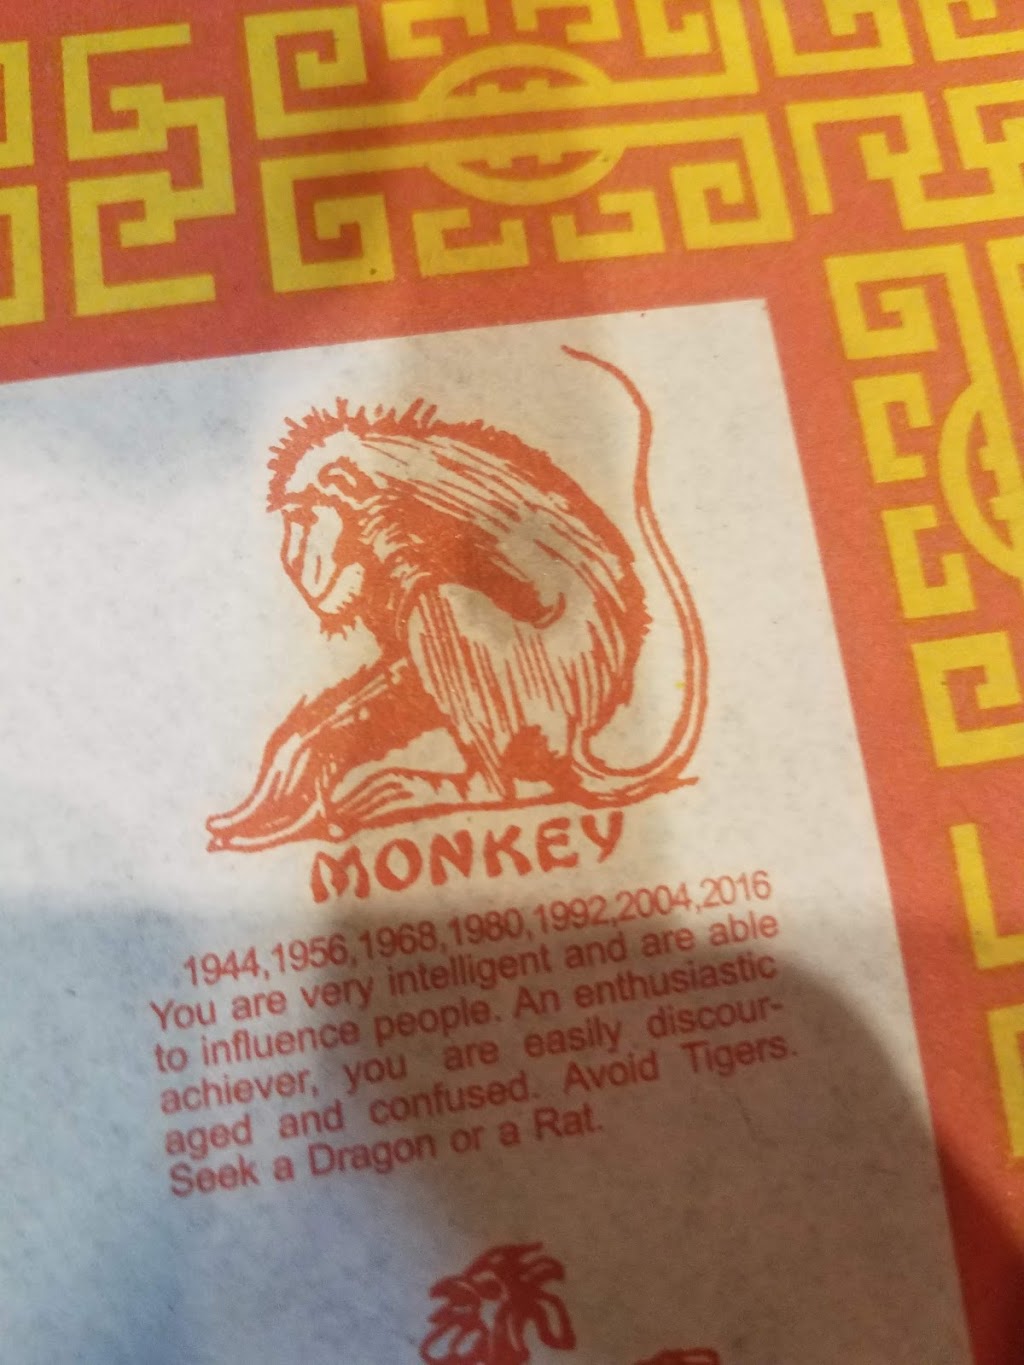 MONKEY
1944,1956,1968,1980,1992,2004,2016
You are very intelligent and are able
to influence people. An enthusiastic
achiever, you are easily discour-
aged and confused. Avoid Tigers.
Seek a Dragon or a Rat.